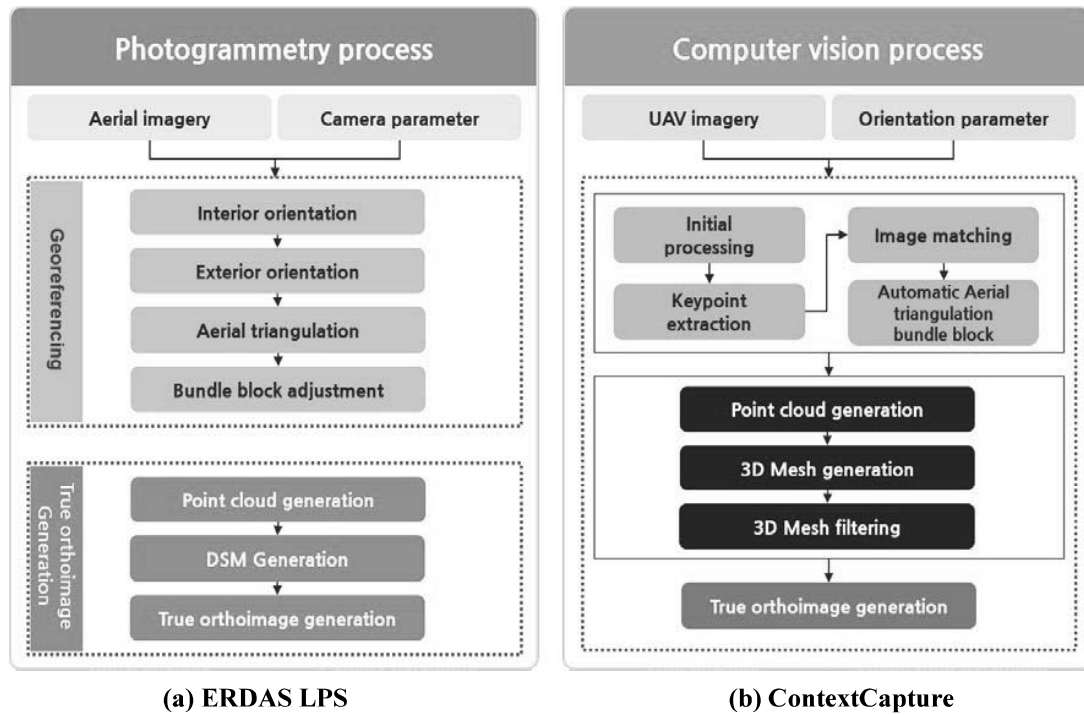 Photogrammetry process
Aerial imagery
Camera parameter
Georeferencing
Interior orientation
Exterior orientation
Aerial triangulation
Bundle block adjustment
True orthoimage
Generation
Point cloud generation
DSM Generation
True orthoimage generation
(a) ERDAS LPS
Computer vision process
UAV imagery
Orientation parameter
Initial
processing
Keypoint
extraction
Image matching
Automatic Aerial
triangulation
bundle block
Point cloud generation
3D Mesh generation
3D Mesh filtering
True orthoimage generation
(b) ContextCapture